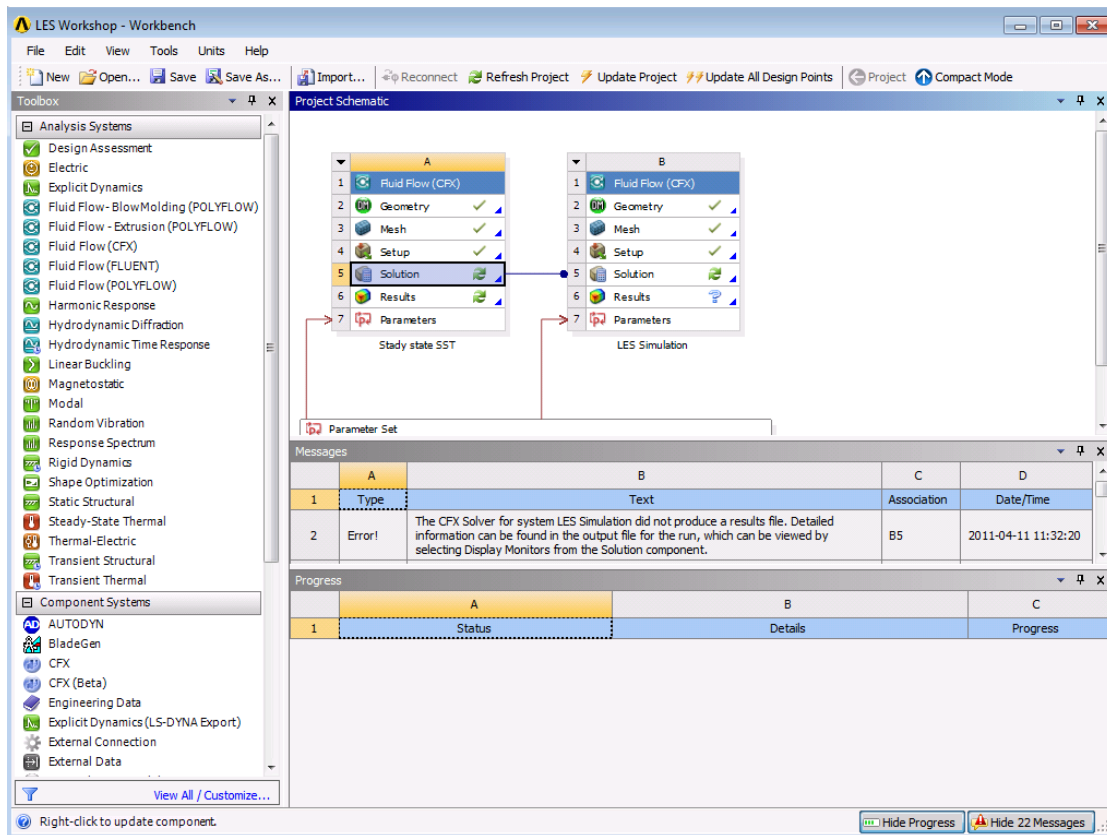 LES Workshop - Workbench
File Edit View Tools Units Help
New Open... Save Save As... Import... Reconnect Refresh Project Update Project Update All Design Points Project Compact Mode
Toolbox
Analysis Systems
Design Assessment
Electric
Explicit Dynamics
Fluid Flow- BlowMolding (POLYFLOW)
Fluid Flow - Extrusion (POLYFLOW)
Fluid Flow (CFX)
Fluid Flow (FLUENT)
Fluid Flow (POLYFLOW)
Harmonic Response
Hydrodynamic Diffraction
Hydrodynamic Time Response
Linear Buckling
Magnetostatic
Modal
Random Vibration
Response Spectrum
Rigid Dynamics
Shape Optimization
Static Structural
Steady-State Thermal
Thermal-Electric
Transient Structural
Transient Thermal
Component Systems
AUTODYN
BladeGen
CFX
CFX (Beta)
Engineering Data
Explicit Dynamics (LS-DYNA Export)
External Connection
External Data
View All / Customize...
Project Schematic
A
1 Fluid Flow (CFX)
2 Geometry
3 Mesh
4 Setup
5 Solution
6 Results
7 Parameters
Stady state SST
B
1 Fluid Flow (CFX)
2 Geometry
3 Mesh
4 Setup
5 Solution
6 Results
7 Parameters
LES Simulation
Parameter Set
Messages
A B C D
1 Type Text Association Date/Time
2 Error! The CFX Solver for system LES Simulation did not produce a results file. Detailed
information can be found in the output file for the run, which can be viewed by
selecting Display Monitors from the Solution component.
B5 2011-04-11 11:32:20
Progress
A B C
1 Status Details Progress
Right-click to update component.
Hide Progress Hide 22 Messages